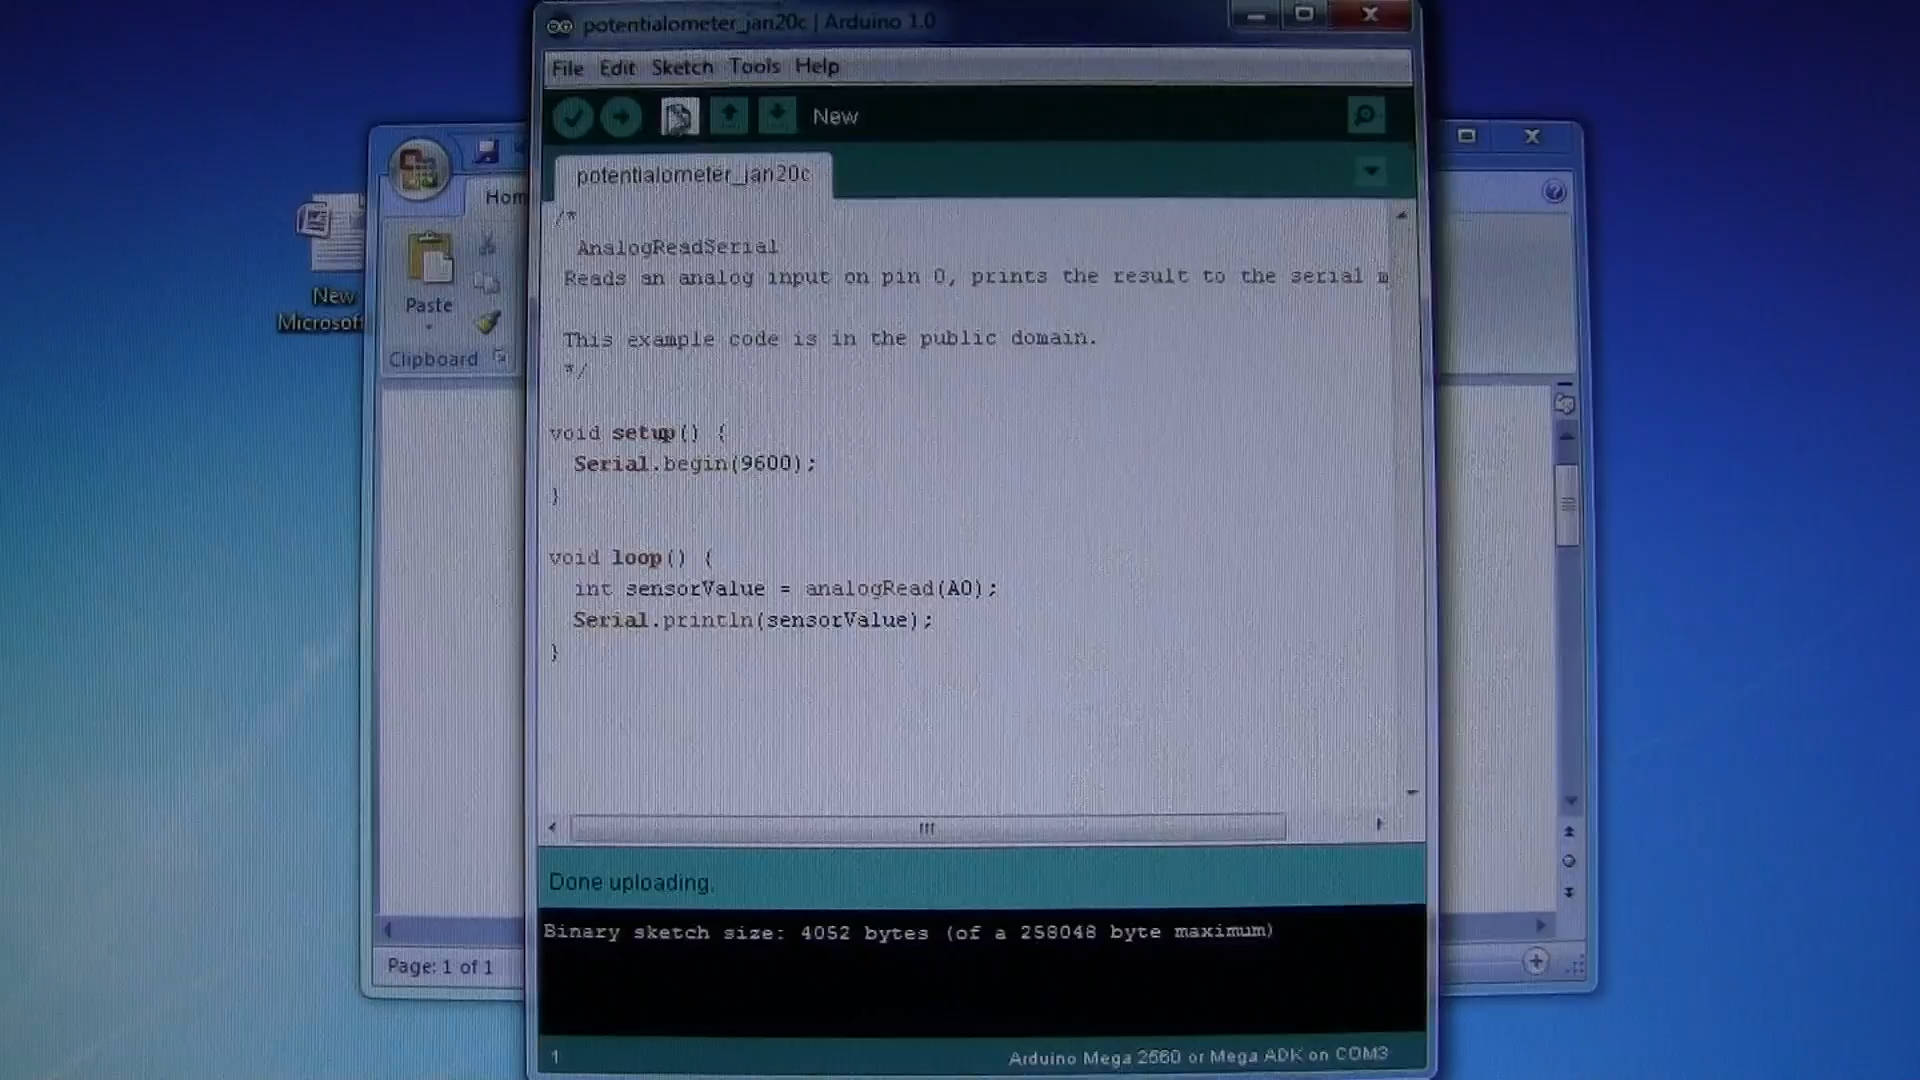 potentialometer_jan20c | Arduino 1.0
File Edit Sketch Tools Help
New
potentialometer_jan20c
/*
AnalogReadSerial
Reads an analog input on pin 0, prints the result to the serial m
This example code is in the public domain.
*/
void setup() {
Serial.begin(9600);
}
void loop() {
int sensorValue = analogRead(A0);
Serial.println(sensorValue);
}
Done uploading.
Binary sketch size: 4052 bytes (of a 258048 byte maximum)
1
Arduino Mega 2560 or Mega ADK on COM3
Hom
Paste
Clipboard
Page: 1 of 1
New
Microsoft